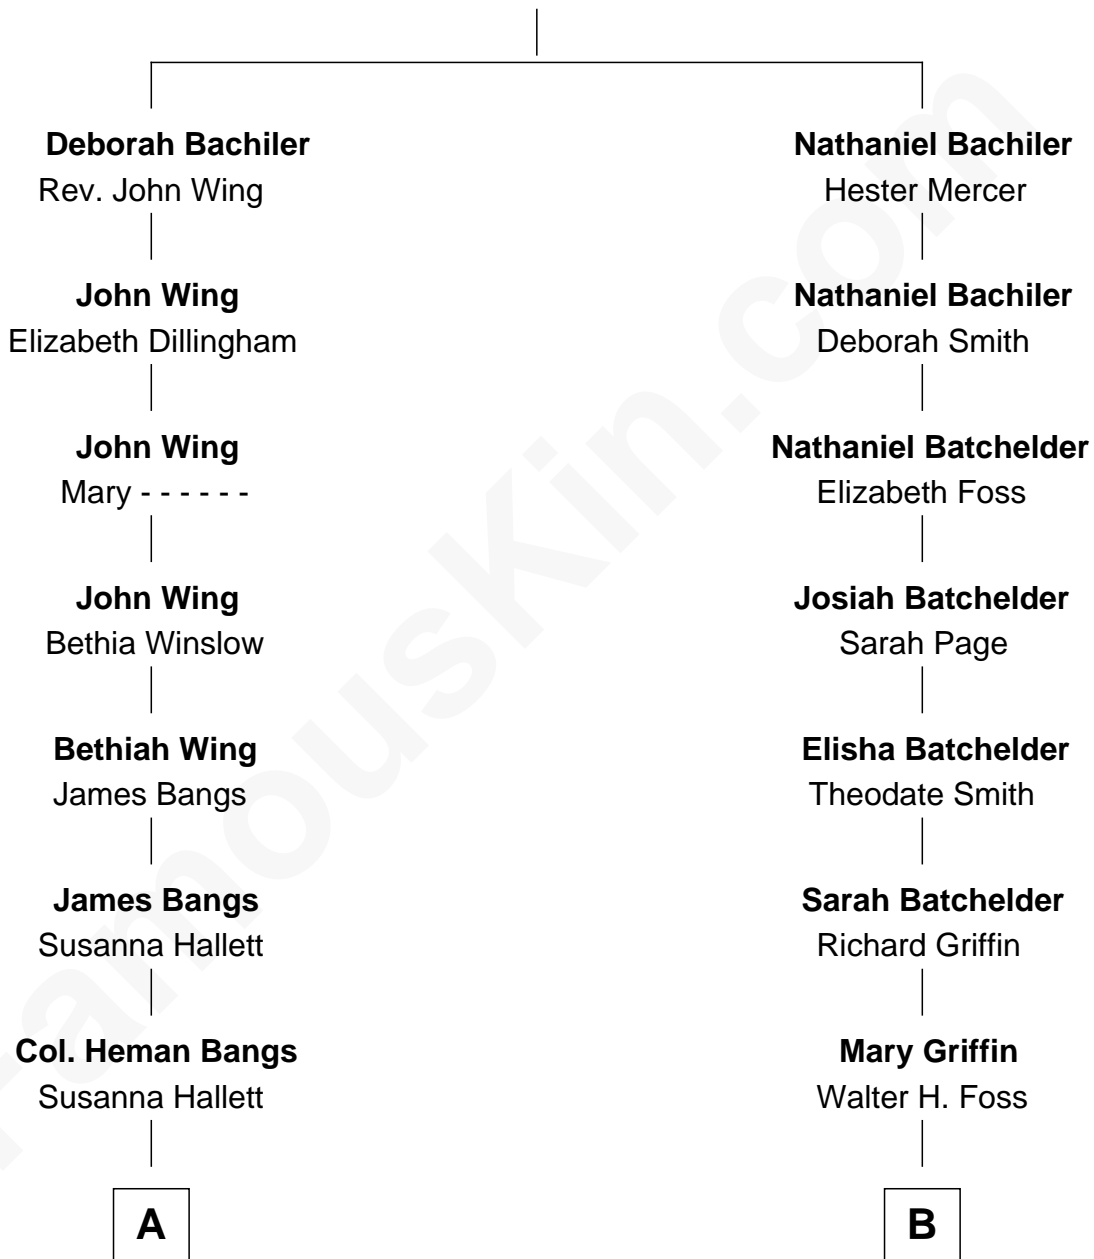 Deborah Bachiler
Rev. John Wing
John Wing
Elizabeth Dillingham
John Wing
Mary - - - - - -
John Wing
Bethia Winslow
Bethiah Wing
James Bangs
James Bangs
Susanna Hallett
Col. Heman Bangs
Susanna Hallett
A
Nathaniel Bachiler
Hester Mercer
Nathaniel Bachiler
Deborah Smith
Nathaniel Batchelder
Elizabeth Foss
Josiah Batchelder
Sarah Page
Elisha Batchelder
Theodate Smith
Sarah Batchelder
Richard Griffin
Mary Griffin
Walter H. Foss
B
FamousKin.com